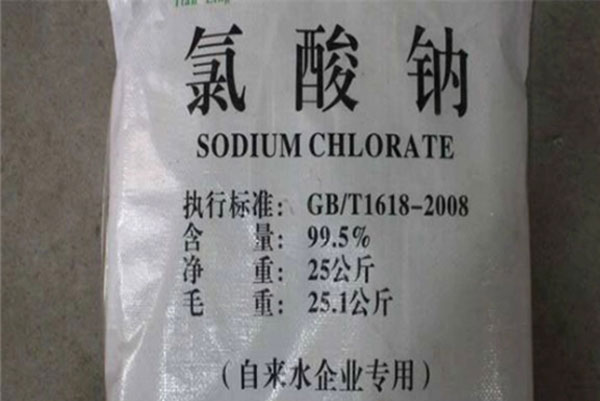 氯酸钠
SODIUM CHLORATE
执行标准: GB/T1618-2008
含 量: 99.5%
净 重: 25公斤
毛 重: 25.1公斤
(自来水企业专用)